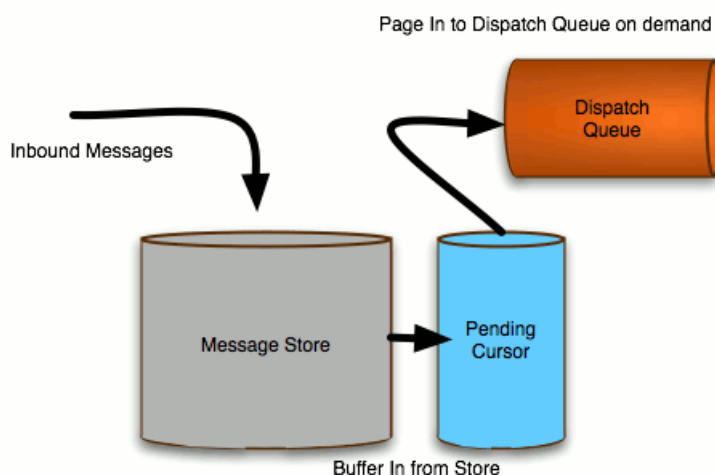 Page In to Dispatch Queue on demand
Dispatch
Queue
Inbound Messages
Message Store
Pending
Cursor
Buffer In from Store